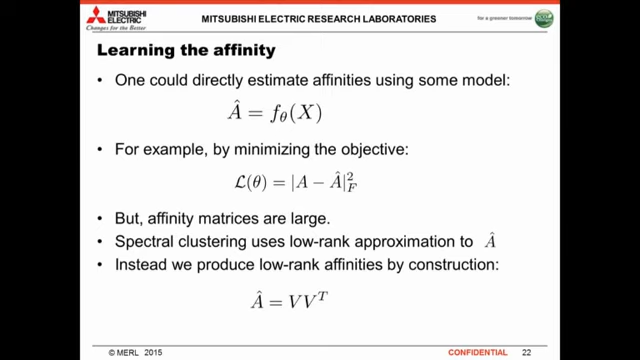 MITSUBISHI ELECTRIC
Changes for the Better
MITSUBISHI ELECTRIC RESEARCH LABORATORIES
for a greener tomorrow
Learning the affinity
• One could directly estimate affinities using some model:
Â = f_θ(X)
• For example, by minimizing the objective:
ℒ(θ) = |A − Â|²_F
• But, affinity matrices are large.
• Spectral clustering uses low-rank approximation to Â
• Instead we produce low-rank affinities by construction:
Â = VVᵀ
© MERL 2015
CONFIDENTIAL 22